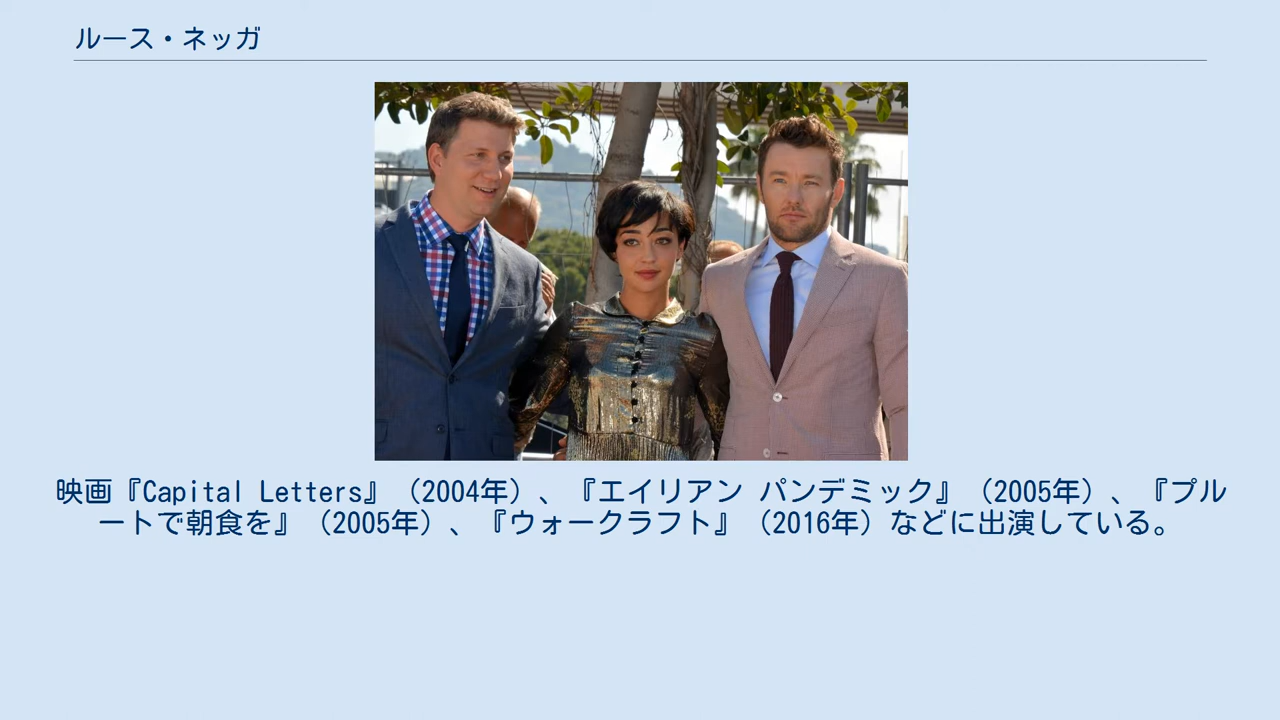 ルース・ネッガ
映画『Capital Letters』（2004年）、『エイリアン パンデミック』（2005年）、『プル
ートで朝食を』（2005年）、『ウォークラフト』（2016年）などに出演している。